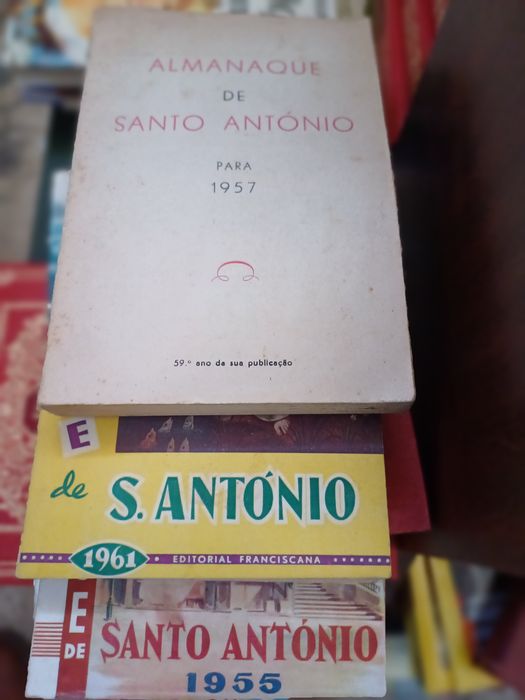 ALMANAQUE
DE
SANTO ANTÓNIO
PARA
1957
59.º ano da sua publicação
E
de S. ANTÓNIO
1961 EDITORIAL FRANCISCANA
E
DE SANTO ANTÓNIO
1955